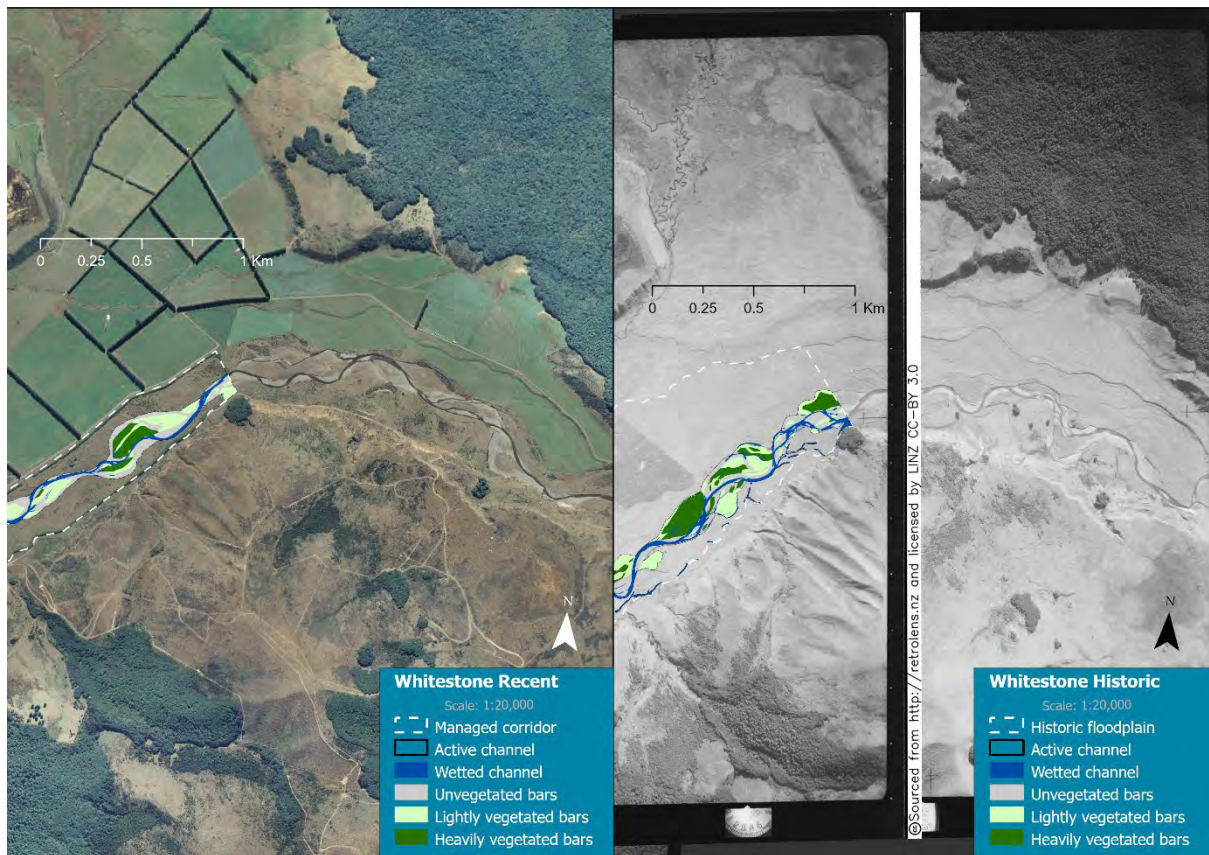 0 0.25 0.5 1 Km
Whitestone Recent
Scale: 1:20,000
Managed corridor
Active channel
Wetted channel
Unvegetated bars
Lightly vegetated bars
Heavily vegetated bars
N
0 0.25 0.5 1 Km
©Sourced from http://retrolens.nz and licensed by LINZ CC-BY 3.0
N
Whitestone Historic
Scale: 1:20,000
Historic floodplain
Active channel
Wetted channel
Unvegetated bars
Lightly vegetated bars
Heavily vegetated bars